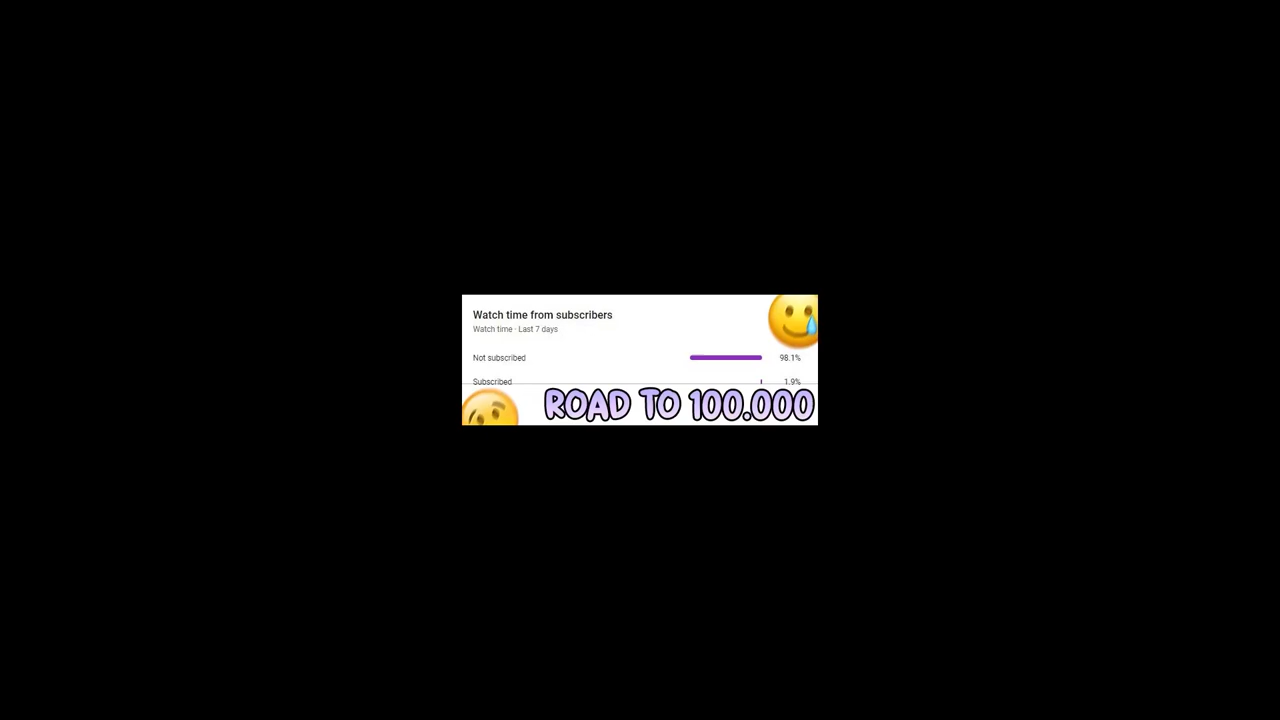 Watch time from subscribers
Watch time · Last 7 days
Not subscribed 98.1%
Subscribed 1.9%
ROAD TO 100.000